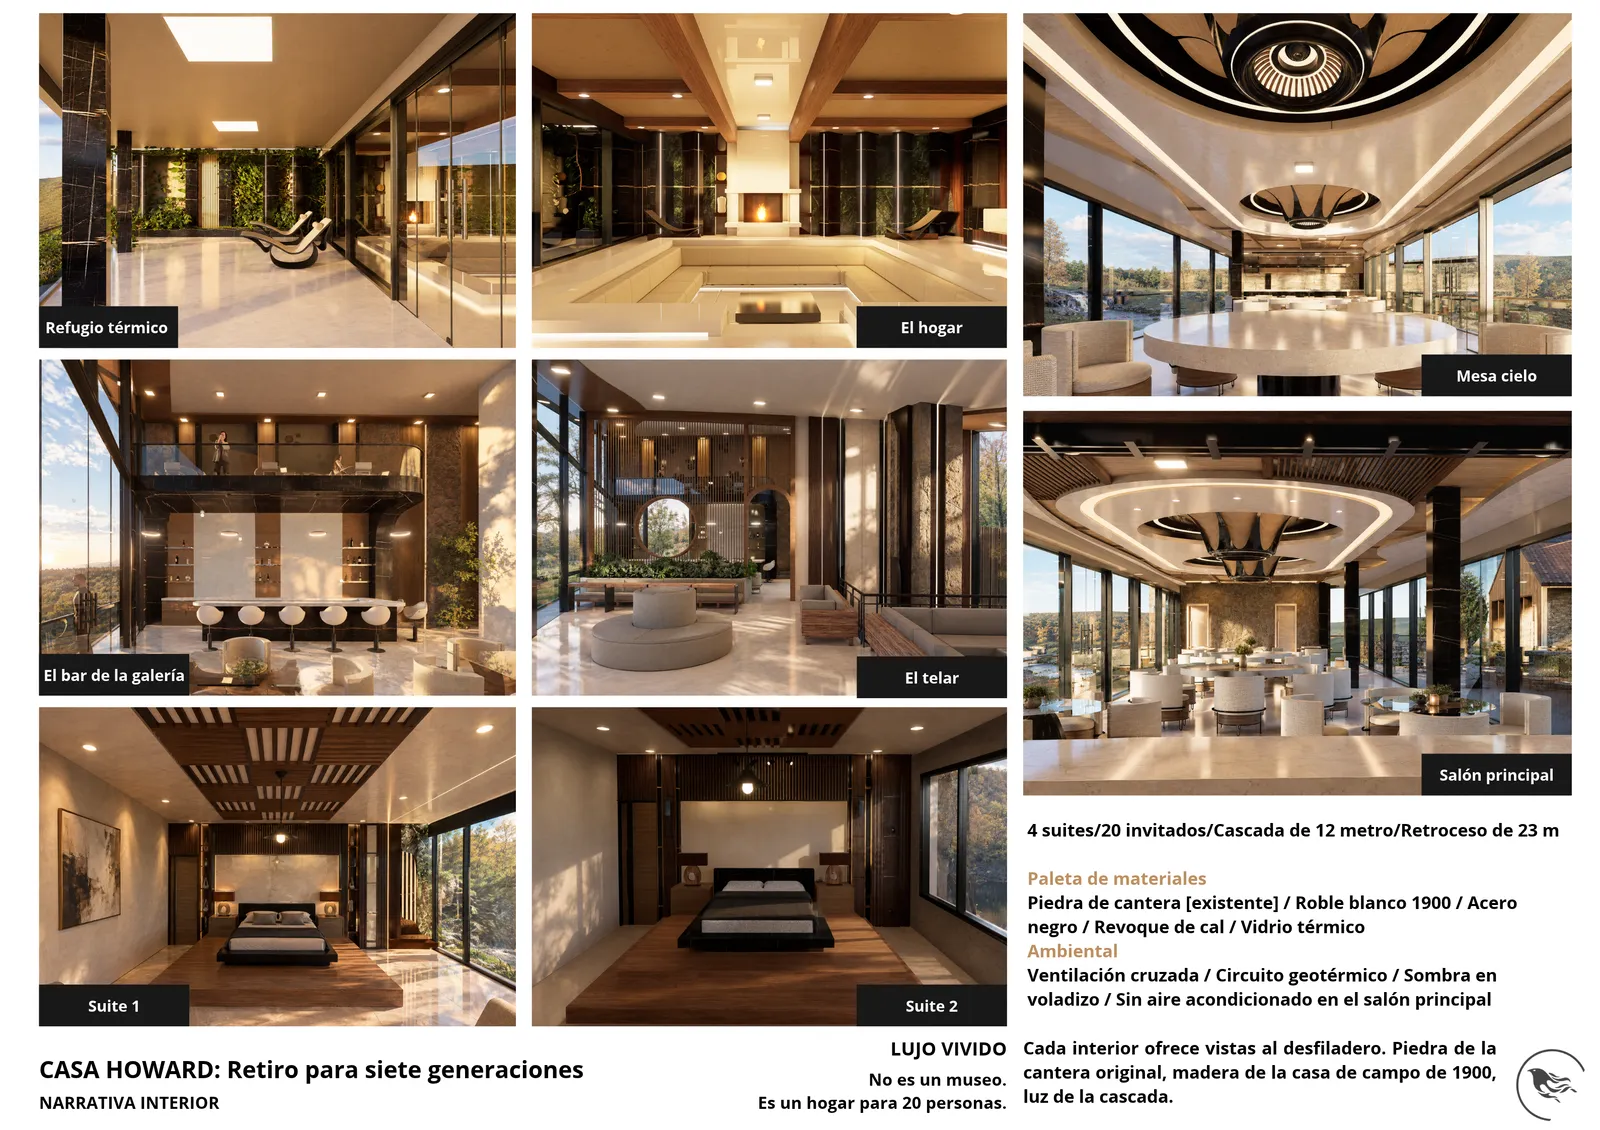 Refugio térmico
El hogar
Mesa cielo
El bar de la galería
El telar
Salón principal
Suite 1
Suite 2
4 suites/20 invitados/Cascada de 12 metro/Retroceso de 23 m
Paleta de materiales
Piedra de cantera [existente] / Roble blanco 1900 / Acero
negro / Revoque de cal / Vidrio térmico
Ambiental
Ventilación cruzada / Circuito geotérmico / Sombra en
voladizo / Sin aire acondicionado en el salón principal
CASA HOWARD: Retiro para siete generaciones
NARRATIVA INTERIOR
LUJO VIVIDO
No es un museo.
Es un hogar para 20 personas.
Cada interior ofrece vistas al desfiladero. Piedra de la
cantera original, madera de la casa de campo de 1900,
luz de la cascada.